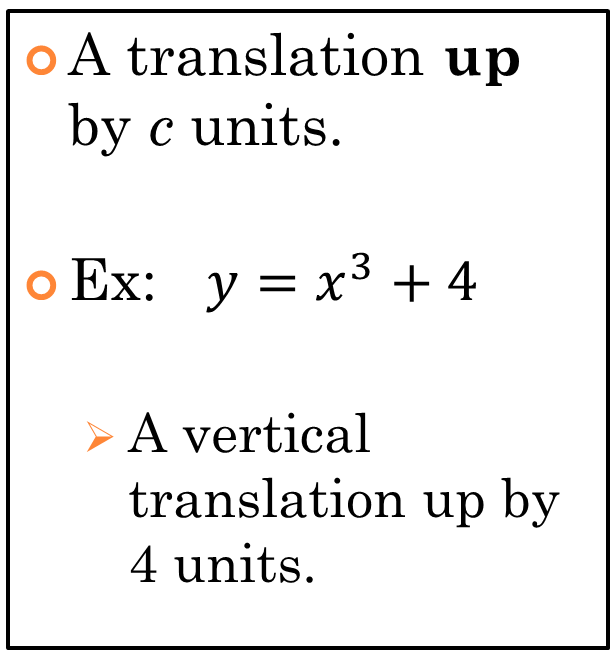 A translation up
by c units.
Ex: y = x³ + 4
A vertical
translation up by
4 units.